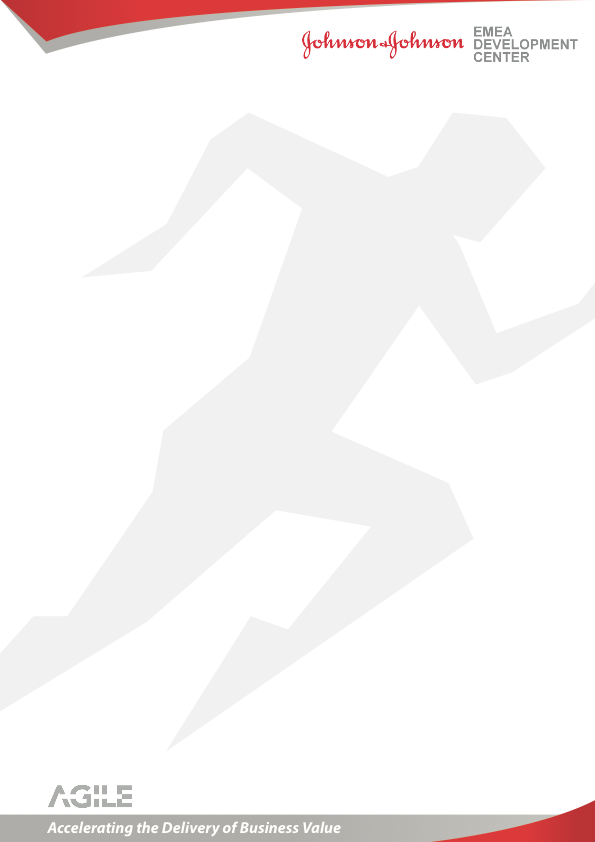 Johnson & Johnson
EMEA
DEVELOPMENT
CENTER
AGILE
Accelerating the Delivery of Business Value